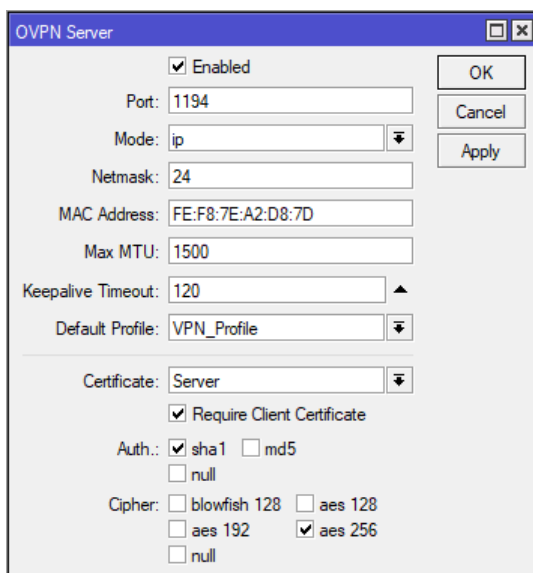 OVPN Server
Enabled
OK
Port: 1194
Cancel
Mode: ip
Apply
Netmask: 24
MAC Address: FE:F8:7E:A2:D8:7D
Max MTU: 1500
Keepalive Timeout: 120
Default Profile: VPN_Profile
Certificate: Server
Require Client Certificate
Auth.: sha1 md5
null
Cipher: blowfish 128 aes 128
aes 192 aes 256
null